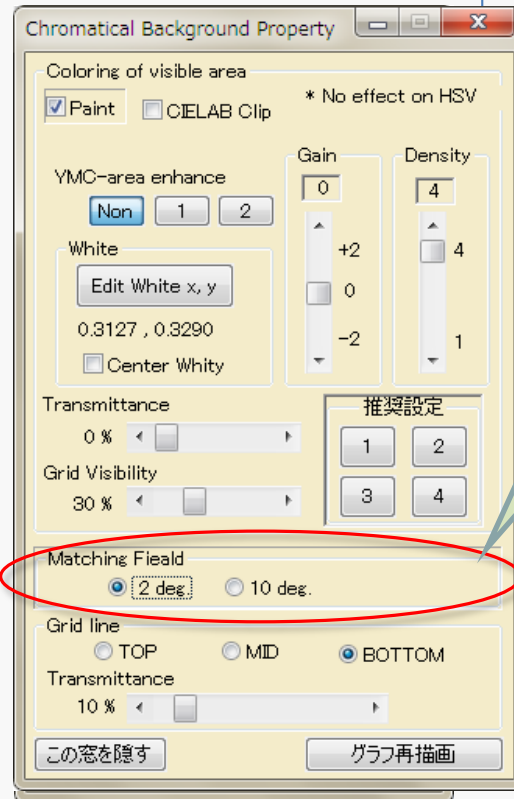 Chromatical Background Property
Coloring of visible area
Paint
CIELAB Clip
* No effect on HSV
YMC-area enhance
Non 1 2
Gain
0
+2
0
-2
Density
4
4
1
White
Edit White x, y
0.3127 , 0.3290
Center Whity
Transmittance
0 %
Grid Visibility
30 %
推奨設定
1 2
3 4
Matching Fieald
2 deg. 10 deg.
Grid line
TOP MID BOTTOM
Transmittance
10 %
この窓を隠す グラフ再描画